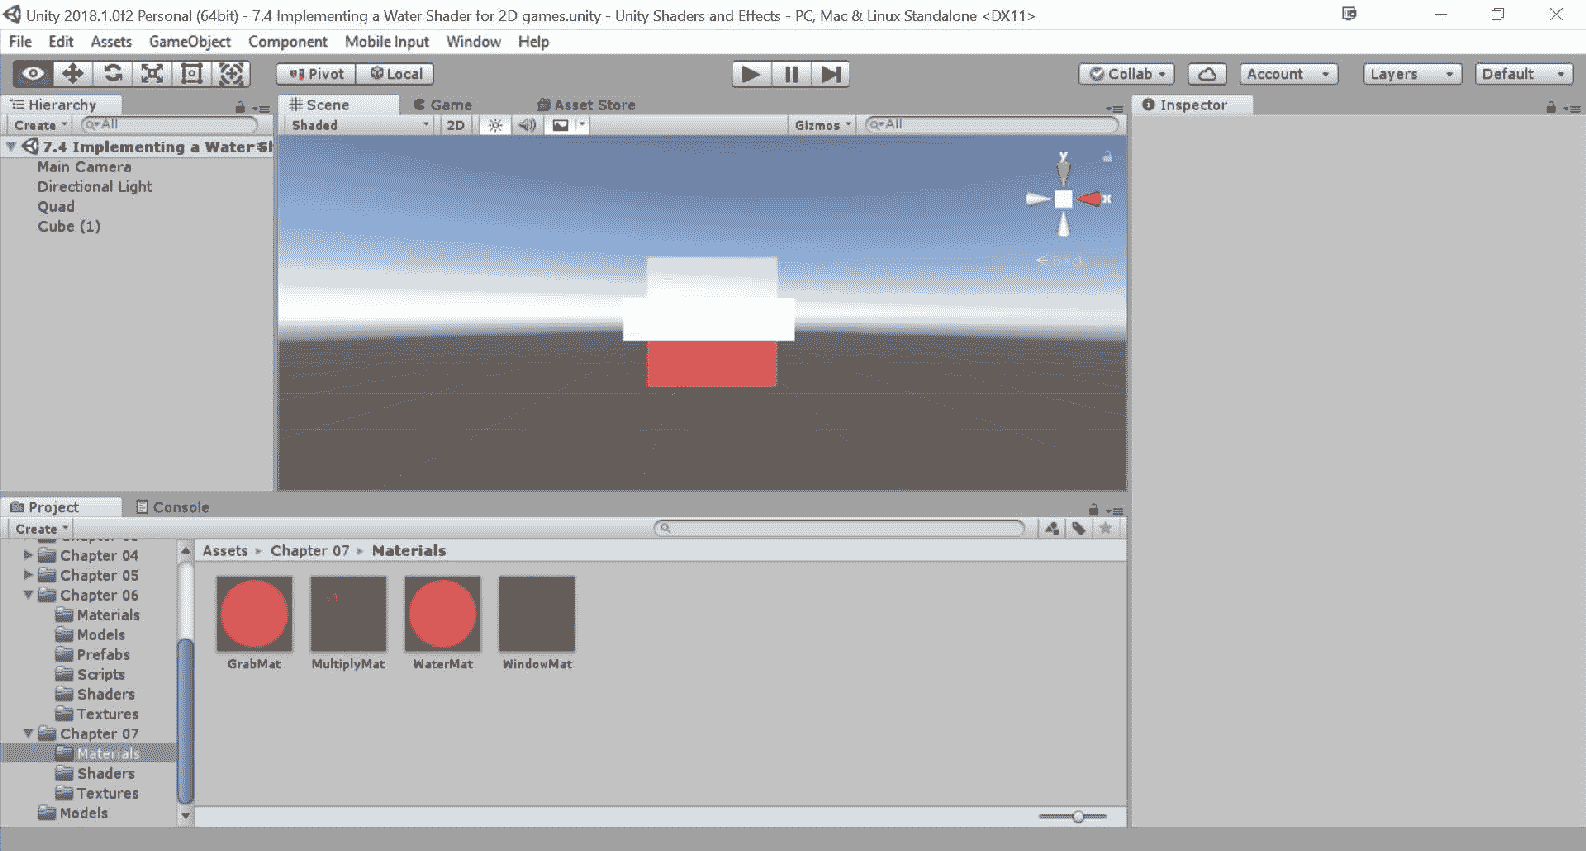 Unity 2018.1.0f2 Personal (64bit) - 7.4 Implementing a Water Shader for 2D games.unity - Unity Shaders and Effects - PC, Mac & Linux Standalone <DX11>
File Edit Assets GameObject Component Mobile Input Window Help
Pivot Local Collab Account Layers Default
Hierarchy Scene Game Asset Store Inspector
Create All Shaded 2D Gizmos All
7.4 Implementing a Water Sh
Main Camera
Directional Light
Quad
Cube (1)
y
x
Project Console
Create
Chapter 04
Chapter 05
Chapter 06
Materials
Models
Prefabs
Scripts
Shaders
Textures
Chapter 07
Materials
Shaders
Textures
Models
Assets Chapter 07 Materials
GrabMat MultiplyMat WaterMat WindowMat